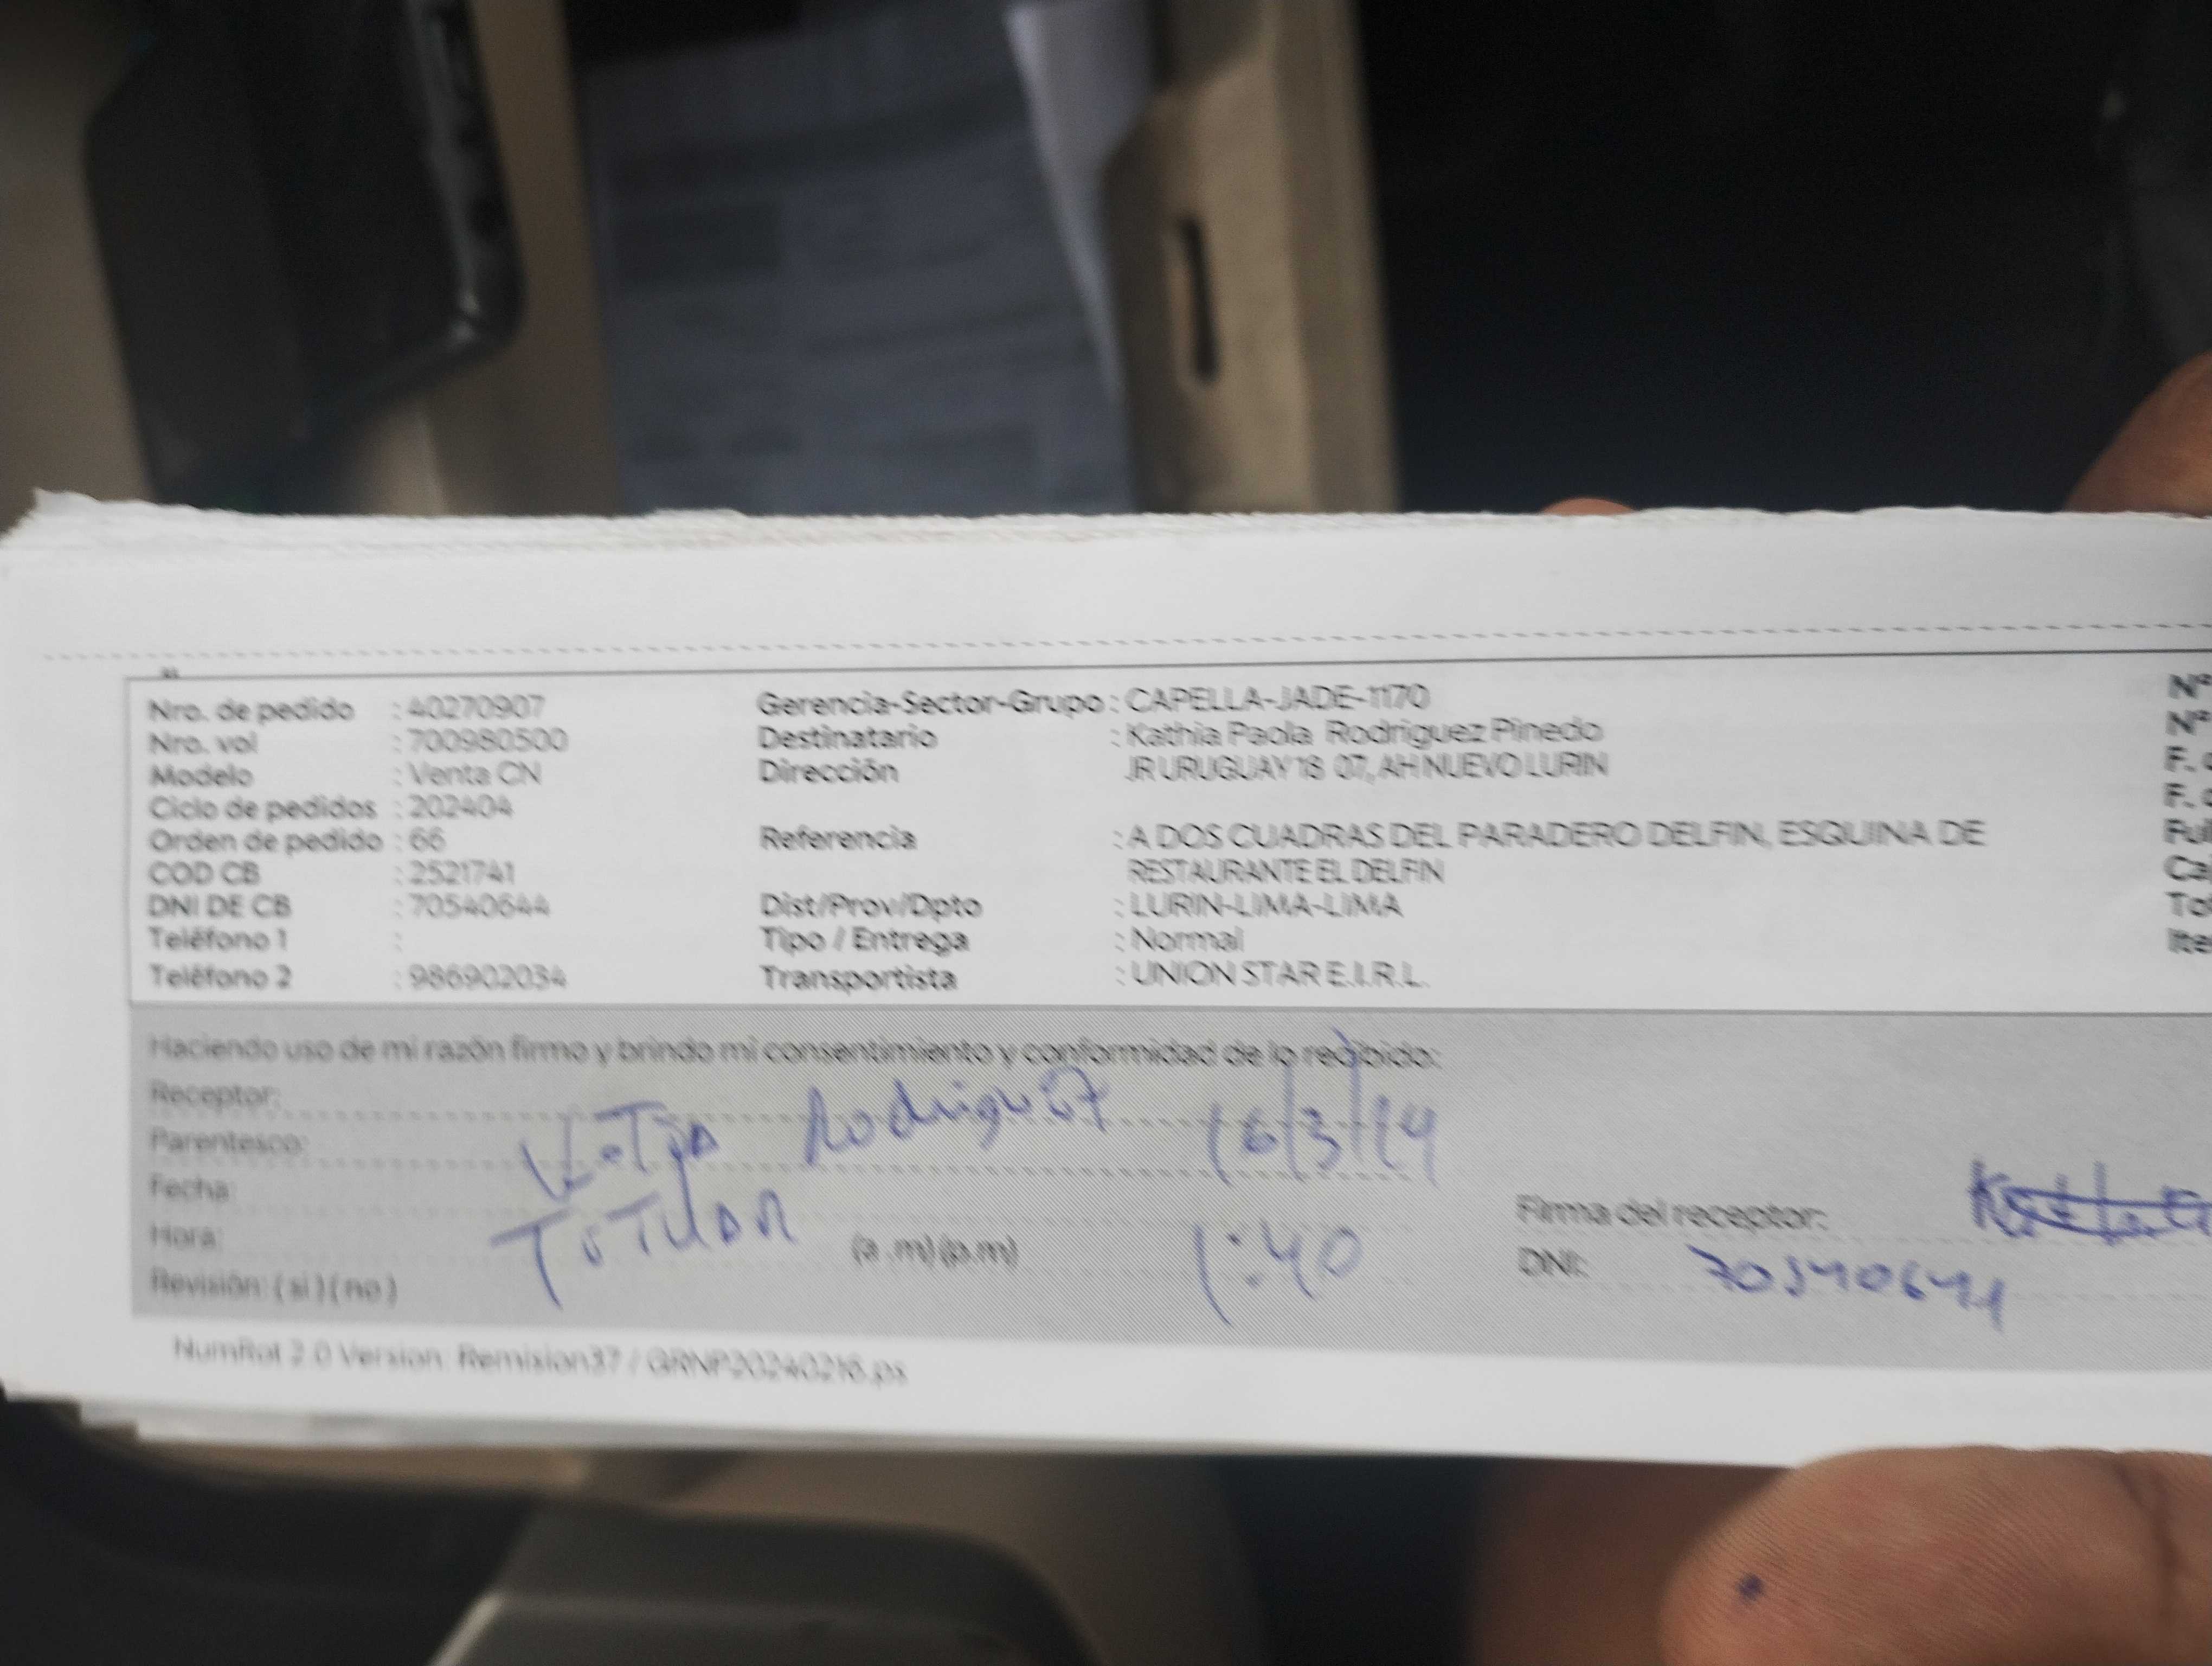 Nro. de pedido : 40270907
Nro. vol : 700980500
Modelo : Venta CN
Ciclo de pedidos : 202404
Orden de pedido : 66
COD CB : 2521741
DNI DE CB : 70540644
Teléfono 1 :
Teléfono 2 : 986902034
Gerencia-Sector-Grupo : CAPELLA-JADE-1170
Destinatario : Kathia Paola Rodriguez Pinedo
Dirección JR URUGUAY 18 07, AH NUEVO LURIN
Referencia : A DOS CUADRAS DEL PARADERO DELFIN, ESQUINA DE
RESTAURANTE EL DELFIN
Dist/Prov/Dpto : LURIN-LIMA-LIMA
Tipo / Entrega : Normal
Transportista : UNION STAR E.I.R.L.
N°
N°
F.
F.
Haciendo uso de mi razón firmo y brindo mi consentimiento y conformidad de lo recibido:
Receptor:
Parentesco:
Fecha:
Hora: (a .m) (p.m)
Revisión: ( si ) ( no )
Rodriguez
1:40
Firma del receptor:
DNI: 70540644
NumRot 2.0 Version: Remision37 / GRNP20240216.ps